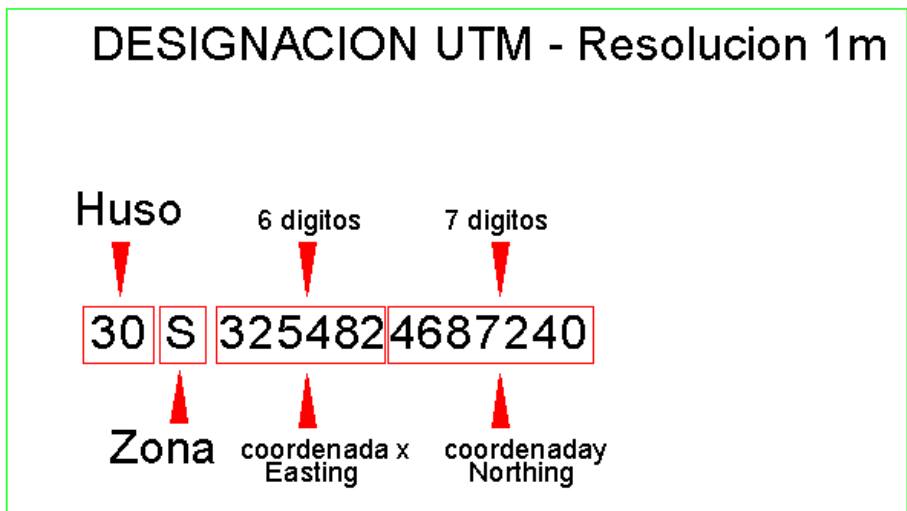 DESIGNACION UTM - Resolucion 1m
Huso
6 digitos
7 digitos
30 S 325482 4687240
Zona
coordenada x
Easting
coordenaday
Northing